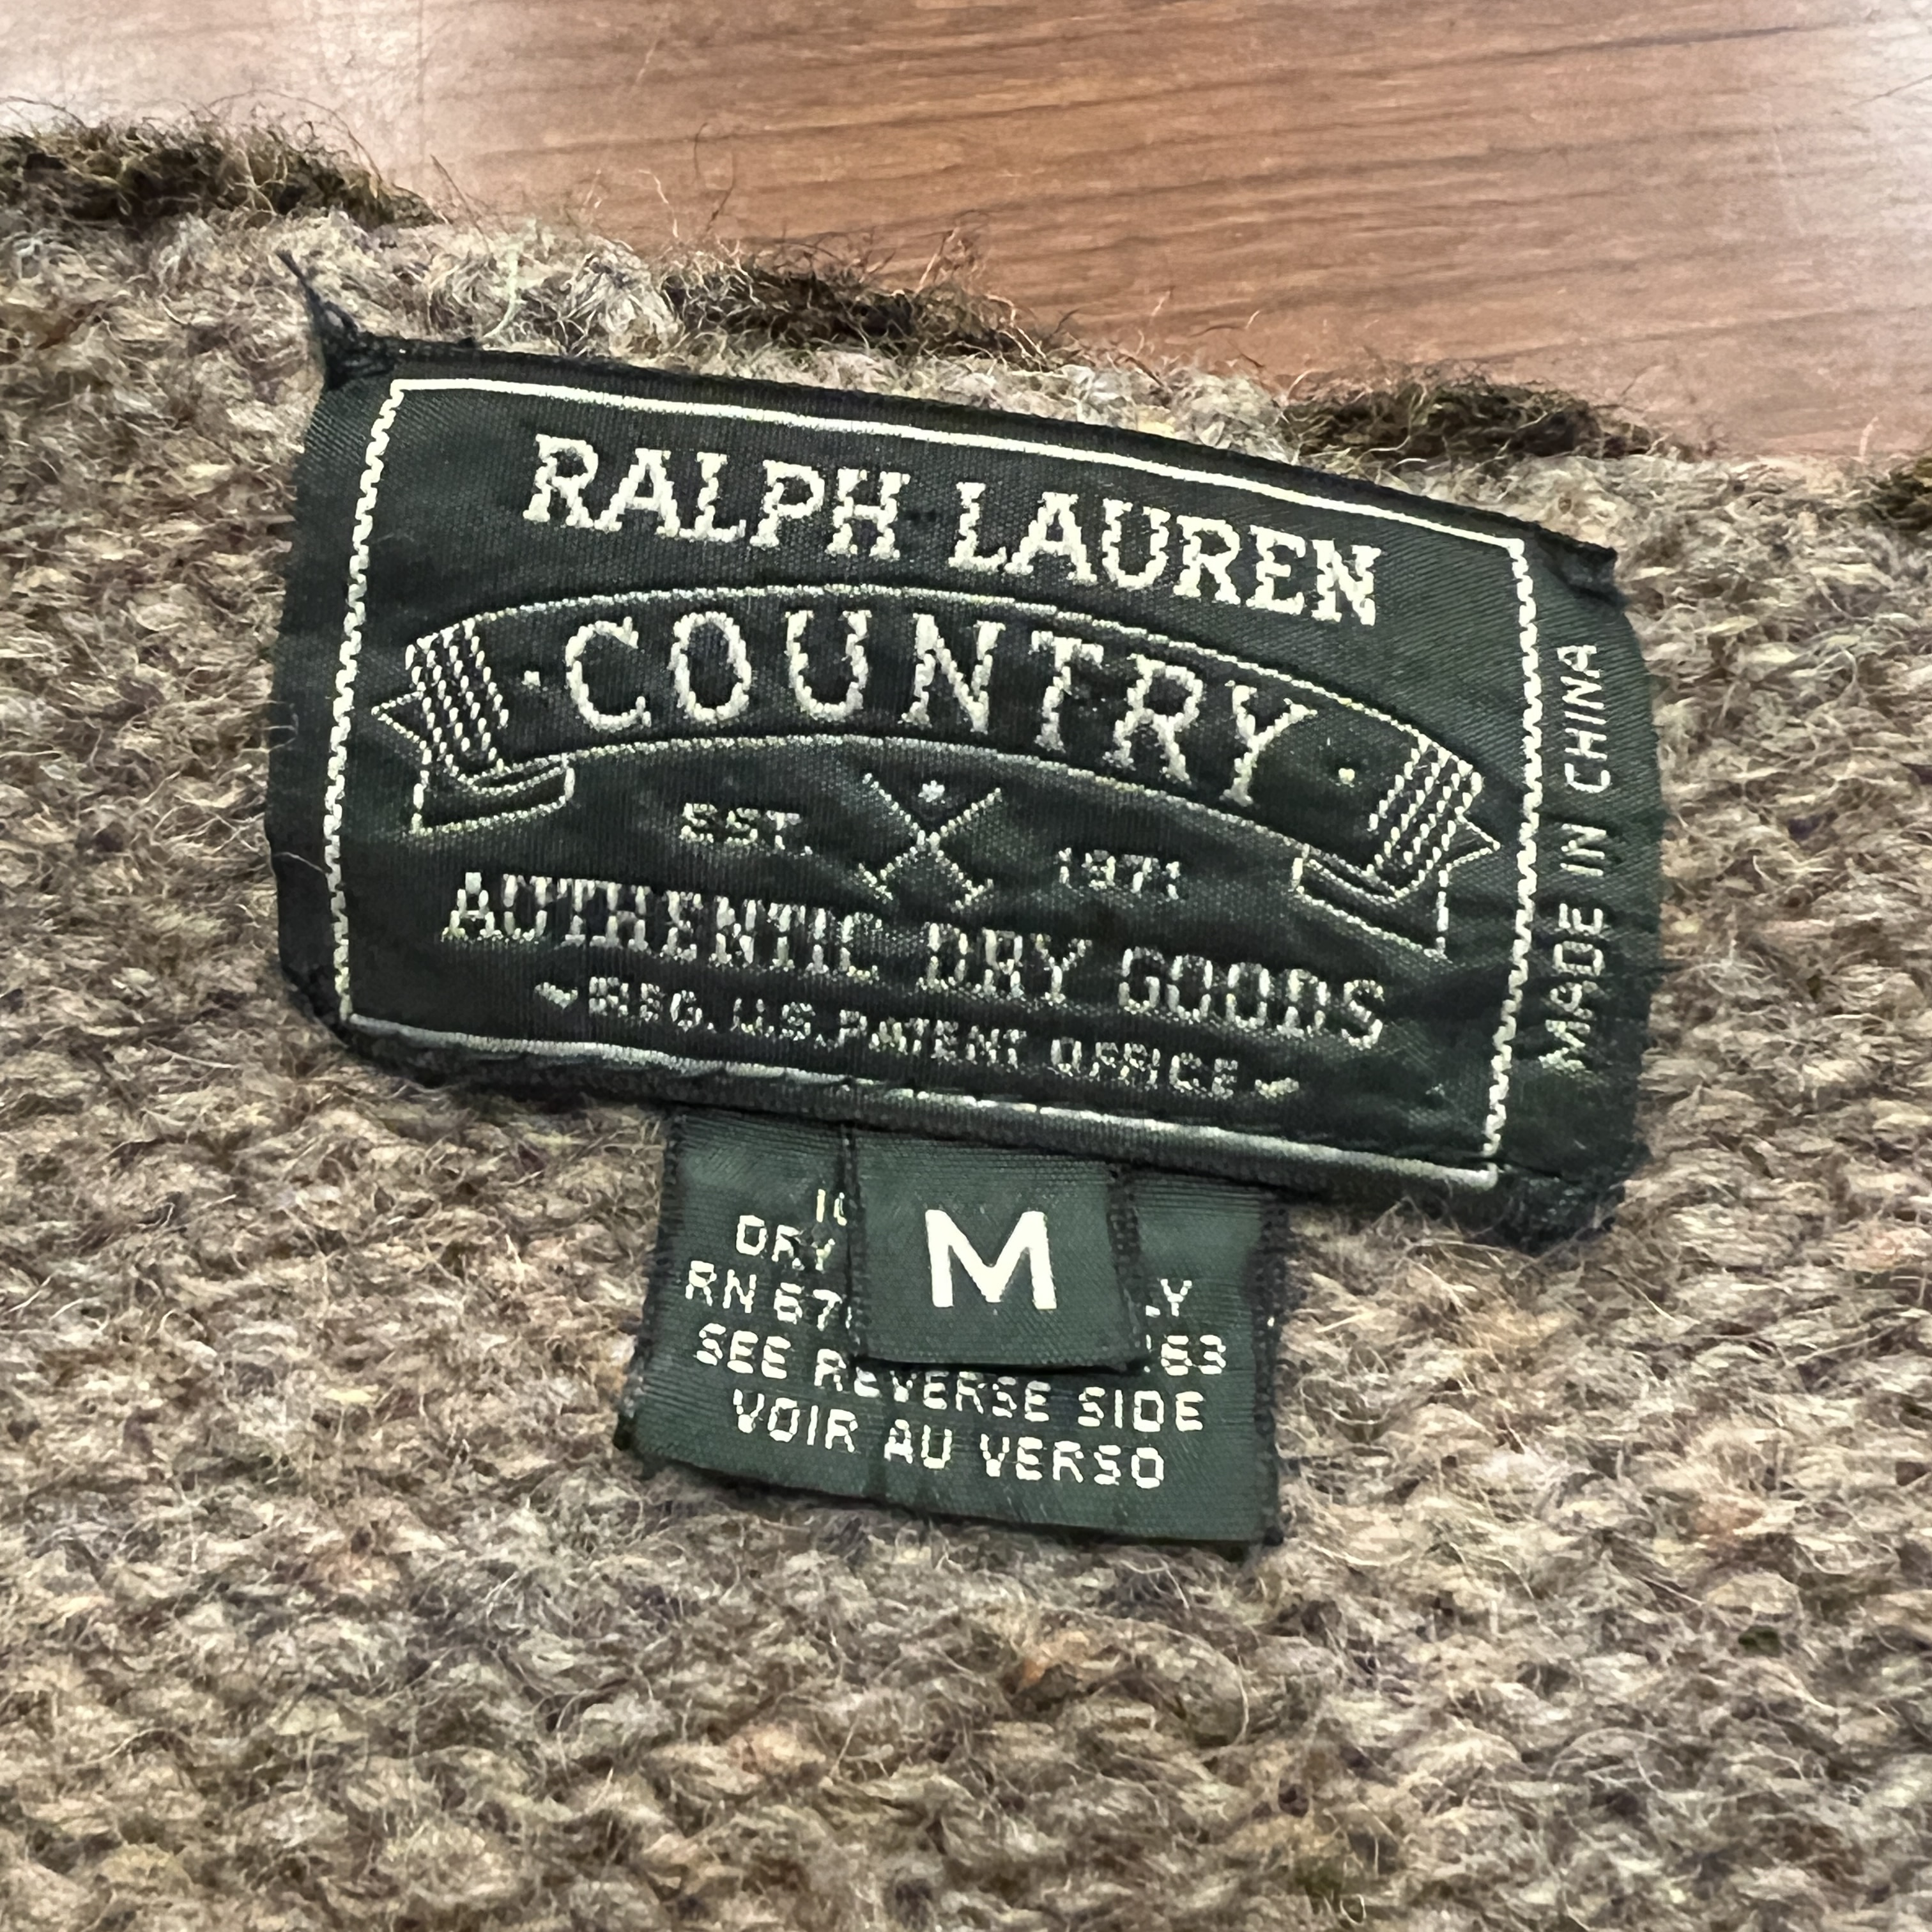 RALPH LAUREN
·COUNTRY·
EST. 1971
AUTHENTIC DRY GOODS
REG. U.S. PATENT OFFICE
MADE IN CHINA
M
DRY
RN
SEE REVERSE SIDE
VOIR AU VERSO